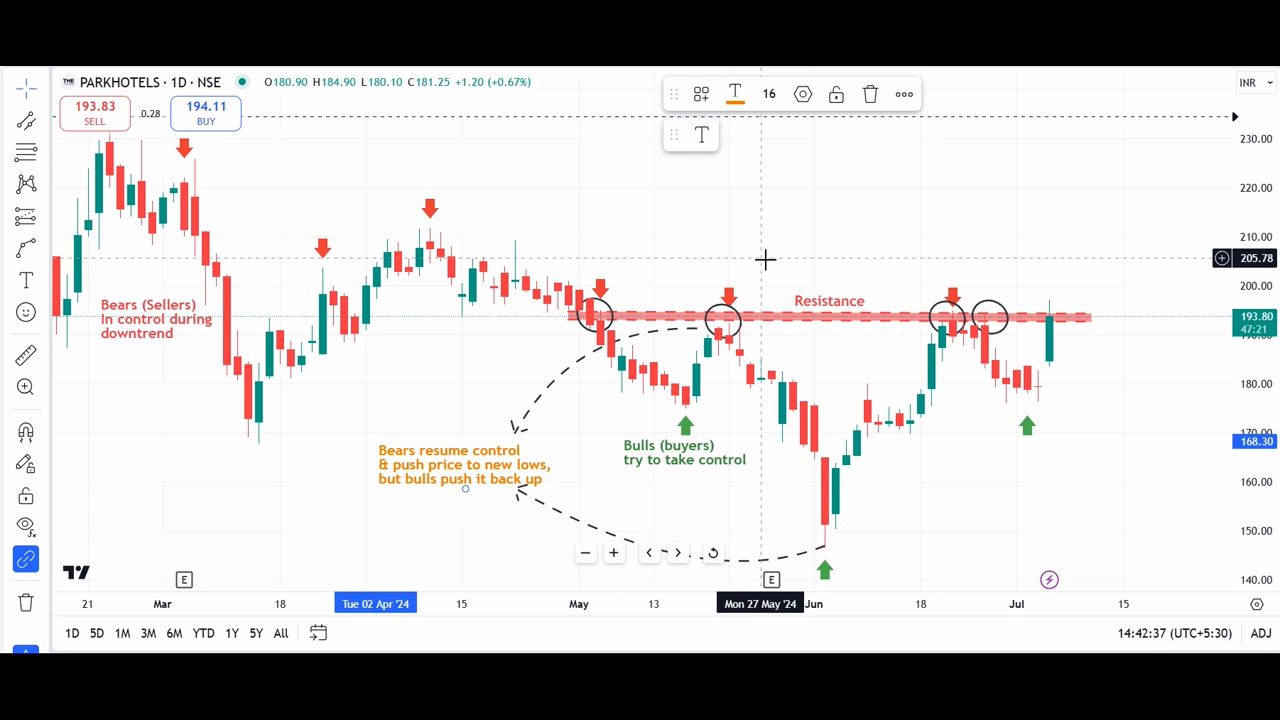 PARKHOTELS · 1D · NSE
O180.90 H184.90 L180.10 C181.25 +1.20 (+0.67%)
INR
193.83
SELL
0.28
194.11
BUY
T
16
T
230.00
220.00
210.00
205.78
200.00
193.80
47:21
190.00
180.00
170.00
168.30
160.00
150.00
140.00
Bears (Sellers)
In control during
downtrend
Resistance
Bears resume control
& push price to new lows,
but bulls push it back up
Bulls (buyers)
try to take control
E
E
21 Mar 18 Tue 02 Apr '24 15 May 13 Mon 27 May '24 Jun 18 Jul 15
1D 5D 1M 3M 6M YTD 1Y 5Y All
14:42:37 (UTC+5:30) ADJ